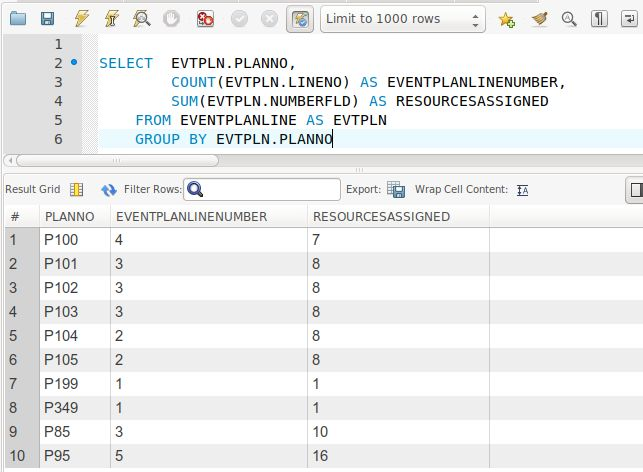 Limit to 1000 rows
1
2 SELECT EVTPLN.PLANNO,
3 COUNT(EVTPLN.LINENO) AS EVENTPLANLINENUMBER,
4 SUM(EVTPLN.NUMBERFLD) AS RESOURCESASSIGNED
5 FROM EVENTPLANLINE AS EVTPLN
6 GROUP BY EVTPLN.PLANNO
Result Grid Filter Rows: Export: Wrap Cell Content: IA
# PLANNO EVENTPLANLINENUMBER RESOURCESASSIGNED
1 P100 4 7
2 P101 3 8
3 P102 3 8
4 P103 3 8
5 P104 2 8
6 P105 2 8
7 P199 1 1
8 P349 1 1
9 P85 3 10
10 P95 5 16